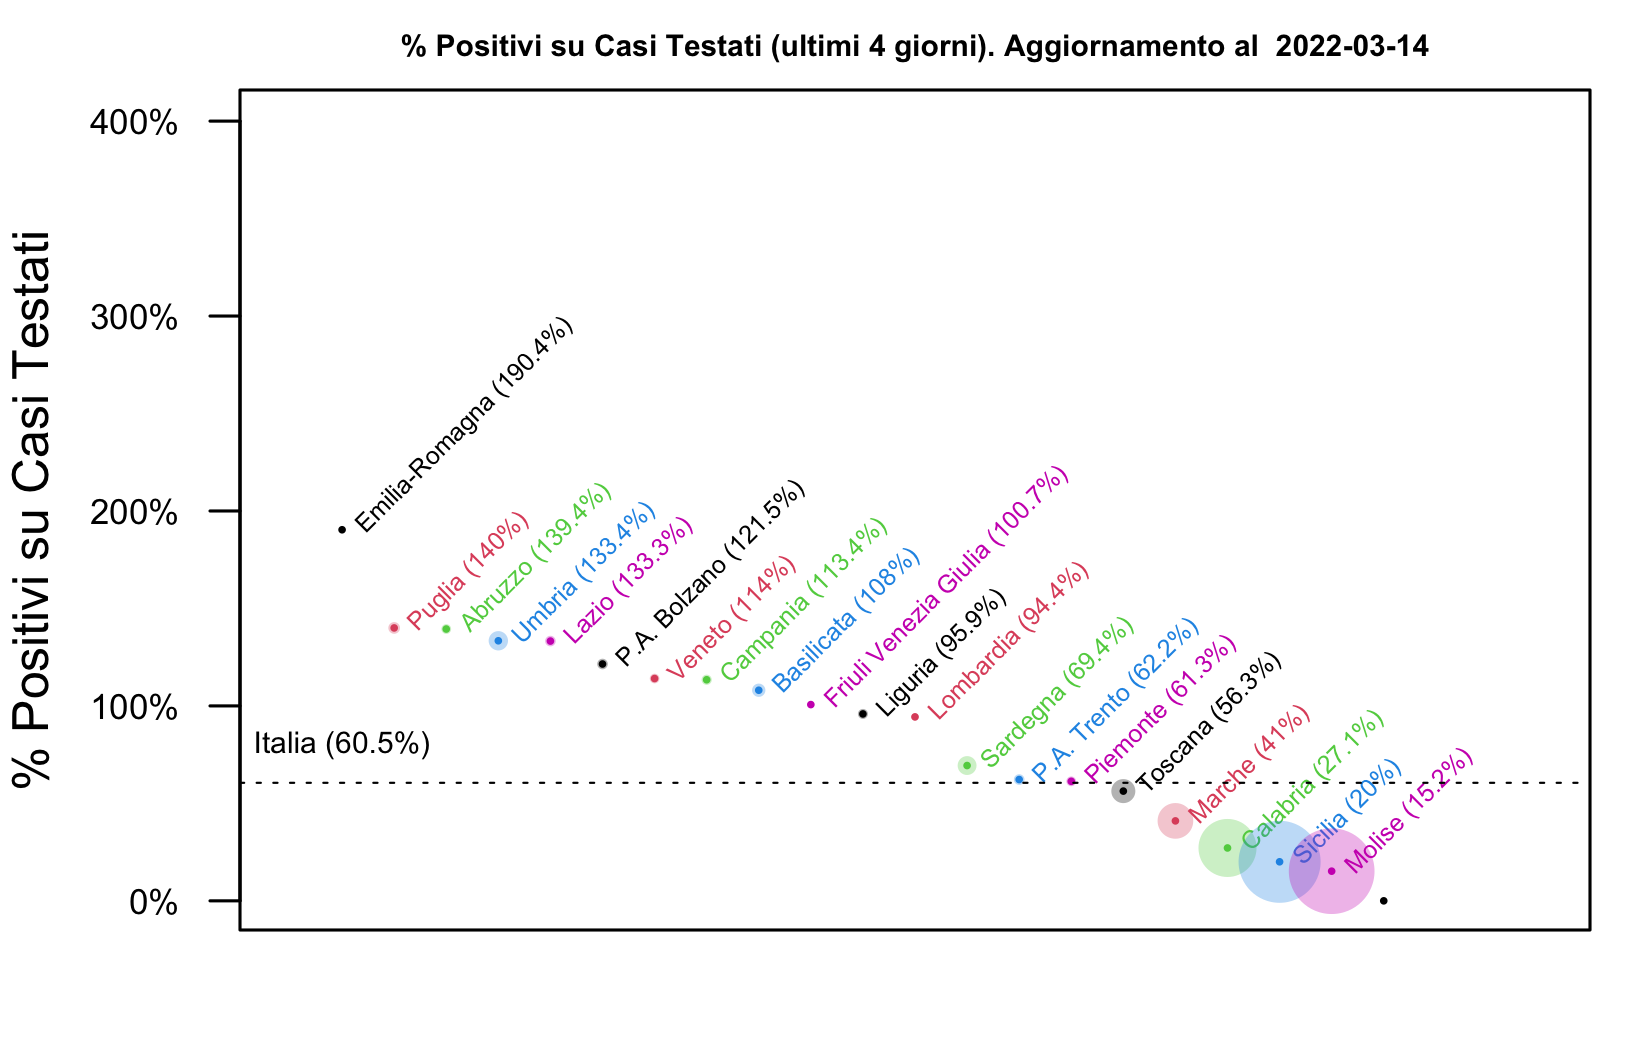 % Positivi su Casi Testati (ultimi 4 giorni). Aggiornamento al  2022-03-14
% Positivi su Casi Testati
400%
300%
200%
100%
0%
Emilia-Romagna (190.4%)
Puglia (140%)
Abruzzo (139.4%)
Umbria (133.4%)
Lazio (133.3%)
P.A. Bolzano (121.5%)
Veneto (114%)
Campania (113.4%)
Basilicata (108%)
Friuli Venezia Giulia (100.7%)
Liguria (95.9%)
Lombardia (94.4%)
Sardegna (69.4%)
P.A. Trento (62.2%)
Piemonte (61.3%)
Toscana (56.3%)
Marche (41%)
Calabria (27.1%)
Sicilia (20%)
Molise (15.2%)
Italia (60.5%)